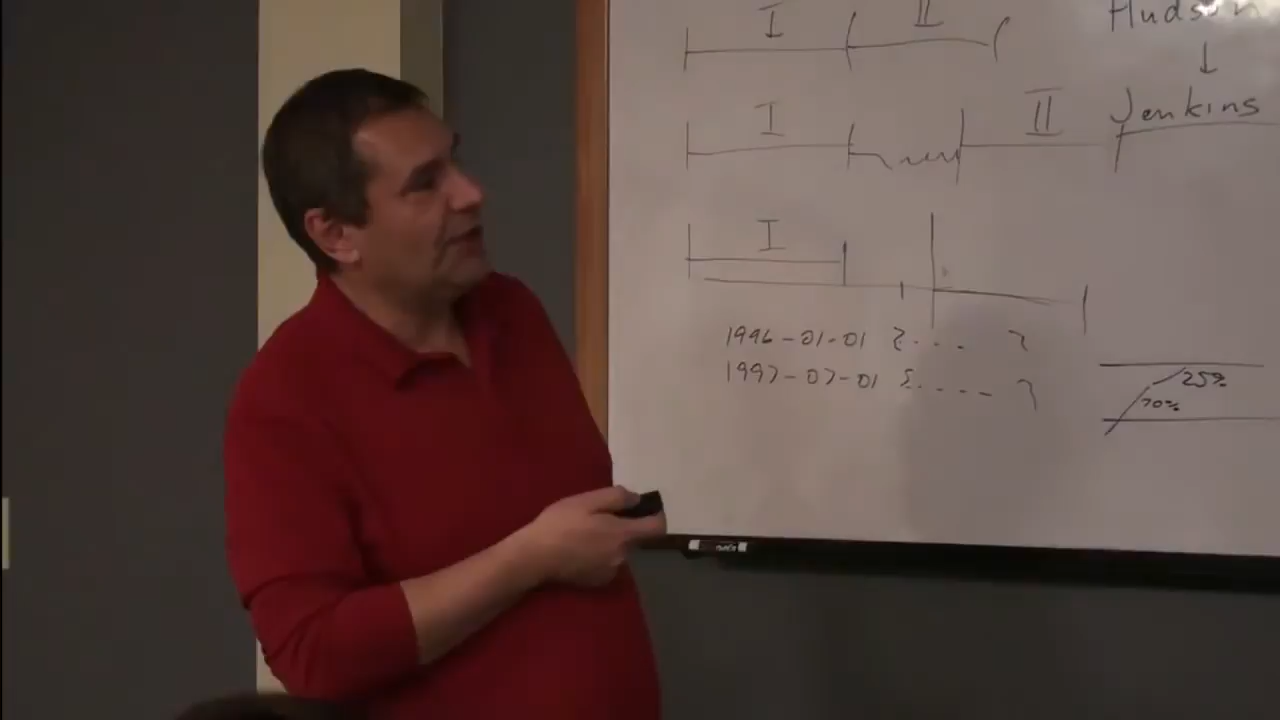 I II Hudson
↓
I II Jenkins
I
1996-01-01 {.... }
1997-07-01 {.... }
25%
70%